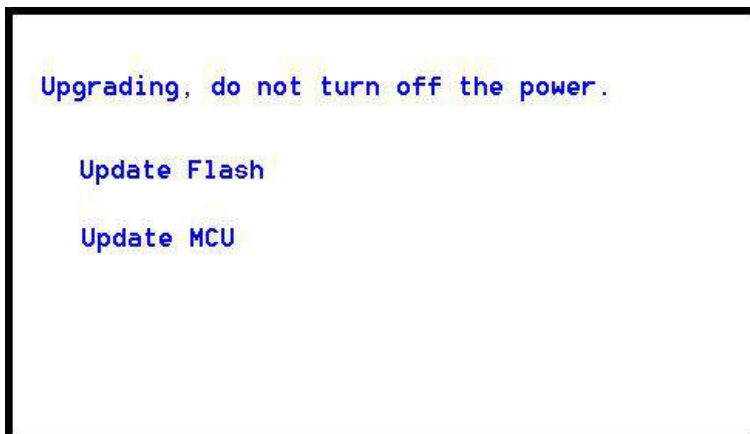 Upgrading, do not turn off the power.
Update Flash
Update MCU